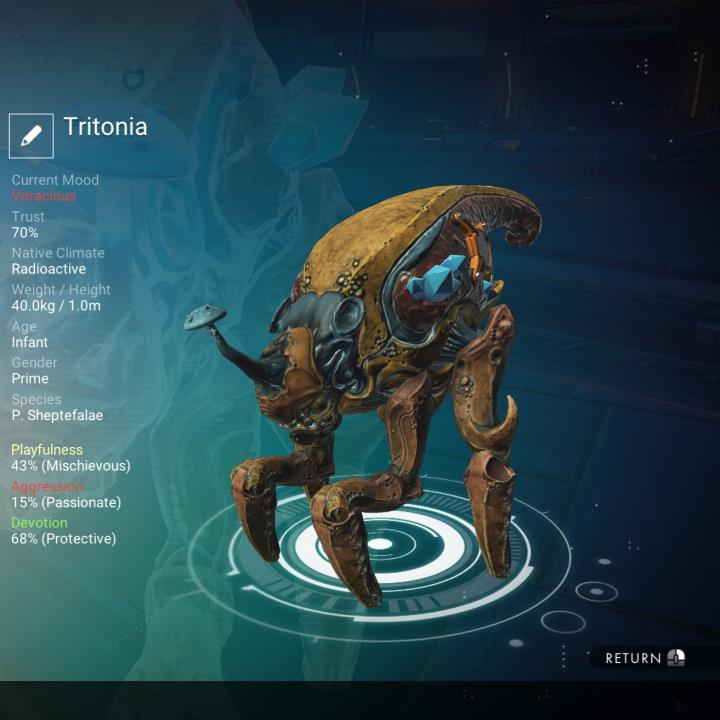 Tritonia
Current Mood
Voracious
Trust
70%
Native Climate
Radioactive
Weight / Height
40.0kg / 1.0m
Age
Infant
Gender
Prime
Species
P. Sheptefalae
Playfulness
43% (Mischievous)
Aggression
15% (Passionate)
Devotion
68% (Protective)
RETURN